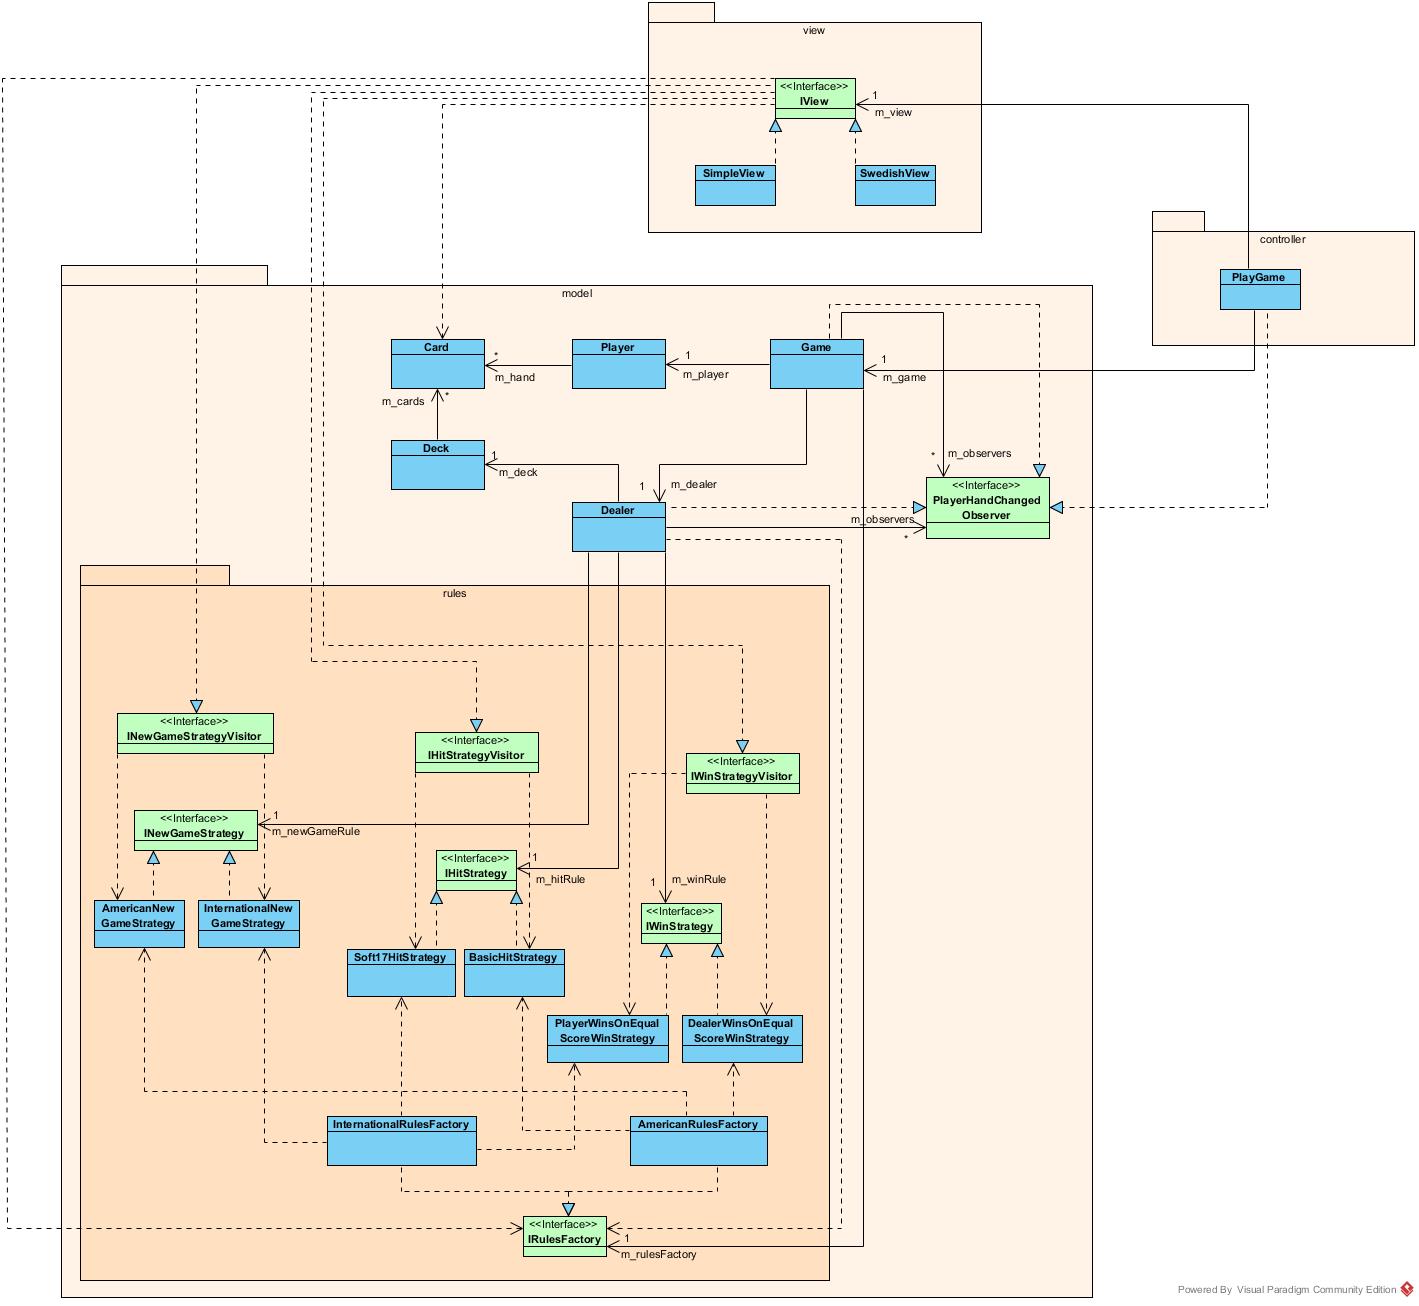 view
<<Interface>>
IView
1
m_view
SimpleView
SwedishView
controller
PlayGame
model
Card
Player
Game
*
m_hand
1
m_player
1
m_game
m_cards
*
Deck
1
m_deck
1
m_dealer
*
m_observers
<<Interface>>
PlayerHandChanged
Observer
Dealer
m_observers
*
rules
<<Interface>>
INewGameStrategyVisitor
<<Interface>>
IHitStrategyVisitor
<<Interface>>
IWinStrategyVisitor
<<Interface>>
INewGameStrategy
1
m_newGameRule
<<Interface>>
IHitStrategy
1
m_hitRule
1
m_winRule
<<Interface>>
IWinStrategy
AmericanNew
GameStrategy
InternationalNew
GameStrategy
Soft17HitStrategy
BasicHitStrategy
PlayerWinsOnEqual
ScoreWinStrategy
DealerWinsOnEqual
ScoreWinStrategy
InternationalRulesFactory
AmericanRulesFactory
<<Interface>>
IRulesFactory
1
m_rulesFactory
Powered By Visual Paradigm Community Edition